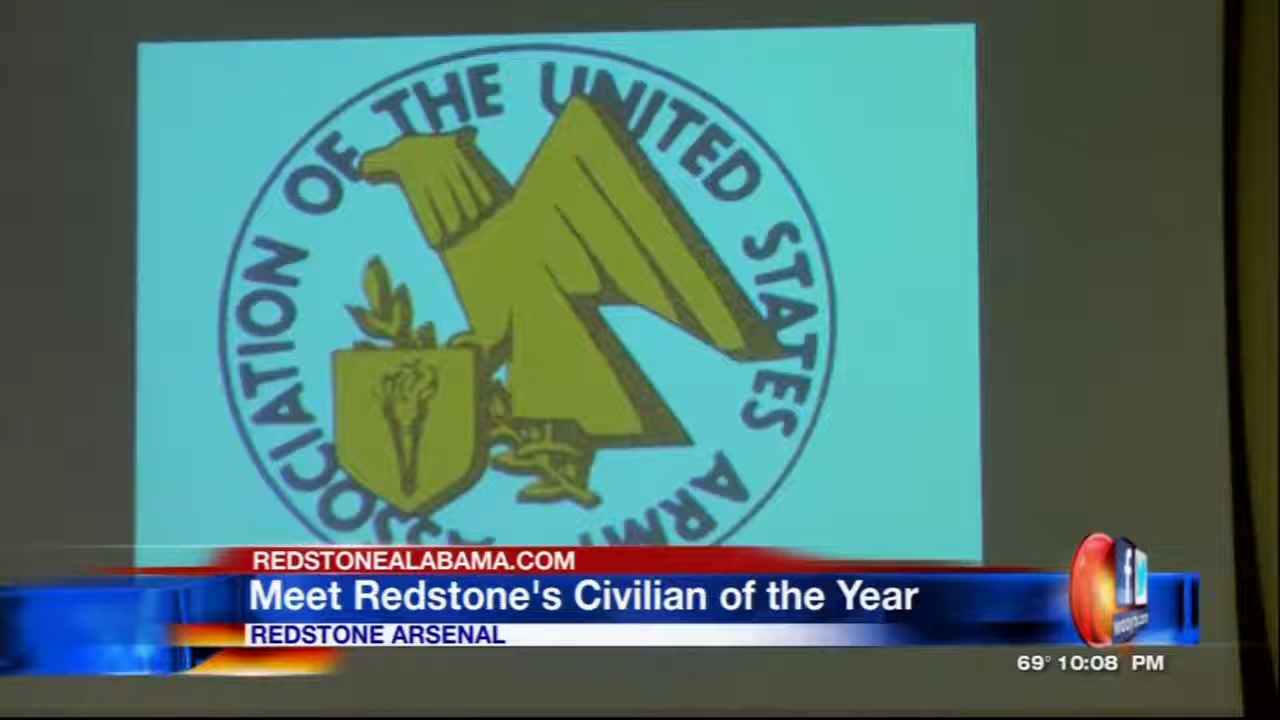 ASSOCIATION OF THE UNITED STATES ARMY
REDSTONEALABAMA.COM
Meet Redstone's Civilian of the Year
REDSTONE ARSENAL
f
69° 10:08 PM